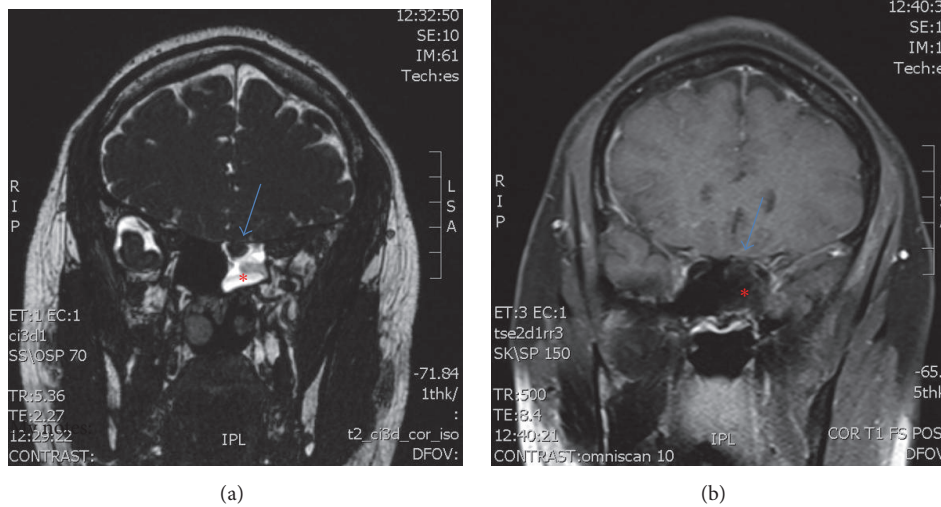 12:32:50
SE:10
IM:61
Tech:es
R
I
P
L
S
A
ET:1 EC:1
ci3d1
SS\OSP 70
TR:5.36
TE:2.27
12:29:22
CONTRAST:
IPL
-71.84
1thk/
:
t2_ci3d_cor_iso
DFOV:
*
(a)
12:40:3
SE:1
IM:1
Tech:e
R
I
P
ET:3 EC:1
tse2d1rr3
SK\SP 150
TR:500
TE:8.4
12:40:21
CONTRAST:omniscan 10
IPL
-65.
5thk
COR T1 FS POS
DFOV
*
(b)